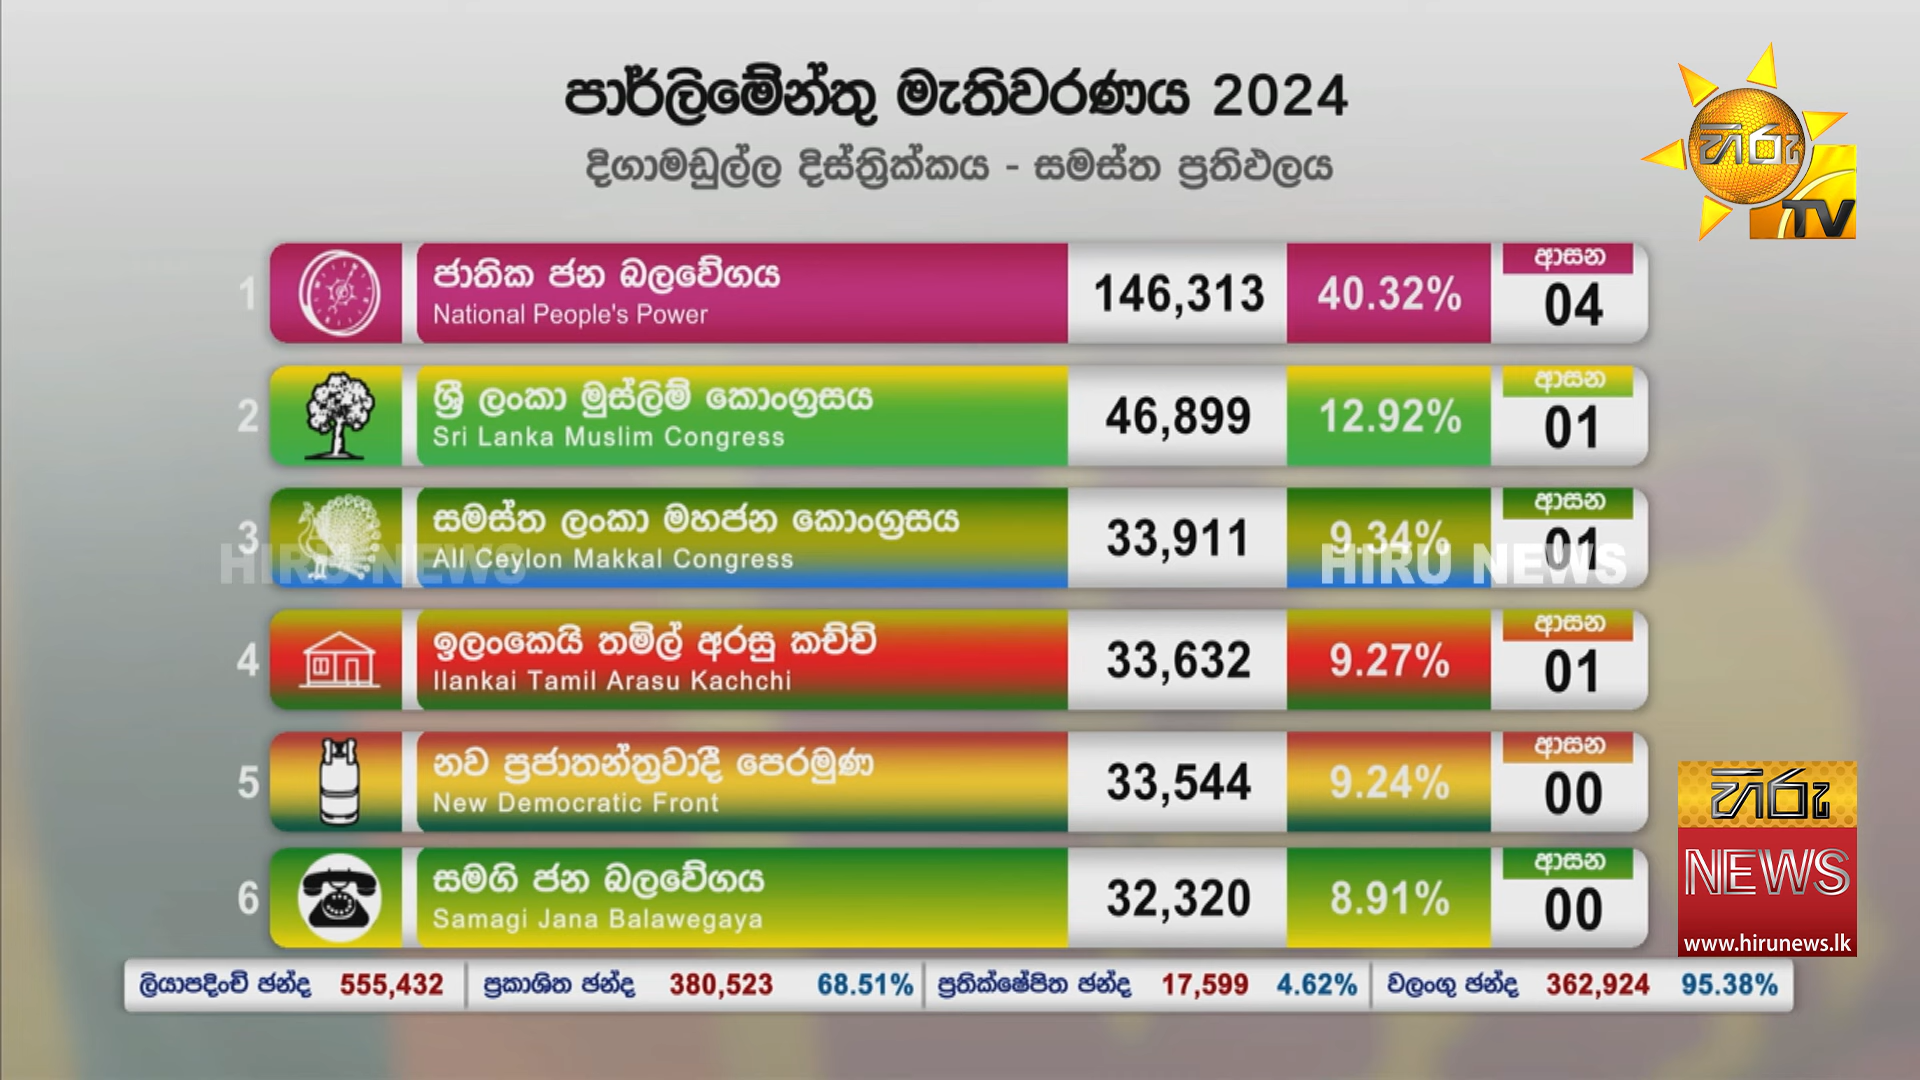 පාර්ලිමේන්තු මැතිවරණය 2024
දිගාමඩුල්ල දිස්ත්‍රික්කය - සමස්ත ප්‍රතිඵලය
හිරු
TV
1 ජාතික ජන බලවේගය 146,313 40.32% ආසන 04
National People's Power
2 ශ්‍රී ලංකා මුස්ලිම් කොංග්‍රසය 46,899 12.92% ආසන 01
Sri Lanka Muslim Congress
3 සමස්ත ලංකා මහජන කොංග්‍රසය 33,911 9.34% ආසන 01
All Ceylon Makkal Congress
HIRU NEWS HIRU NEWS
4 ඉලංකෙයි තමිල් අරසු කච්චි 33,632 9.27% ආසන 01
Ilankai Tamil Arasu Kachchi
5 නව ප්‍රජාතන්ත්‍රවාදී පෙරමුණ 33,544 9.24% ආසන 00
New Democratic Front
6 සමගි ජන බලවේගය 32,320 8.91% ආසන 00
Samagi Jana Balawegaya
හිරු
NEWS
www.hirunews.lk
ලියාපදිංචි ඡන්ද 555,432 ප්‍රකාශිත ඡන්ද 380,523 68.51% ප්‍රතික්ෂේපිත ඡන්ද 17,599 4.62% වලංගු ඡන්ද 362,924 95.38%